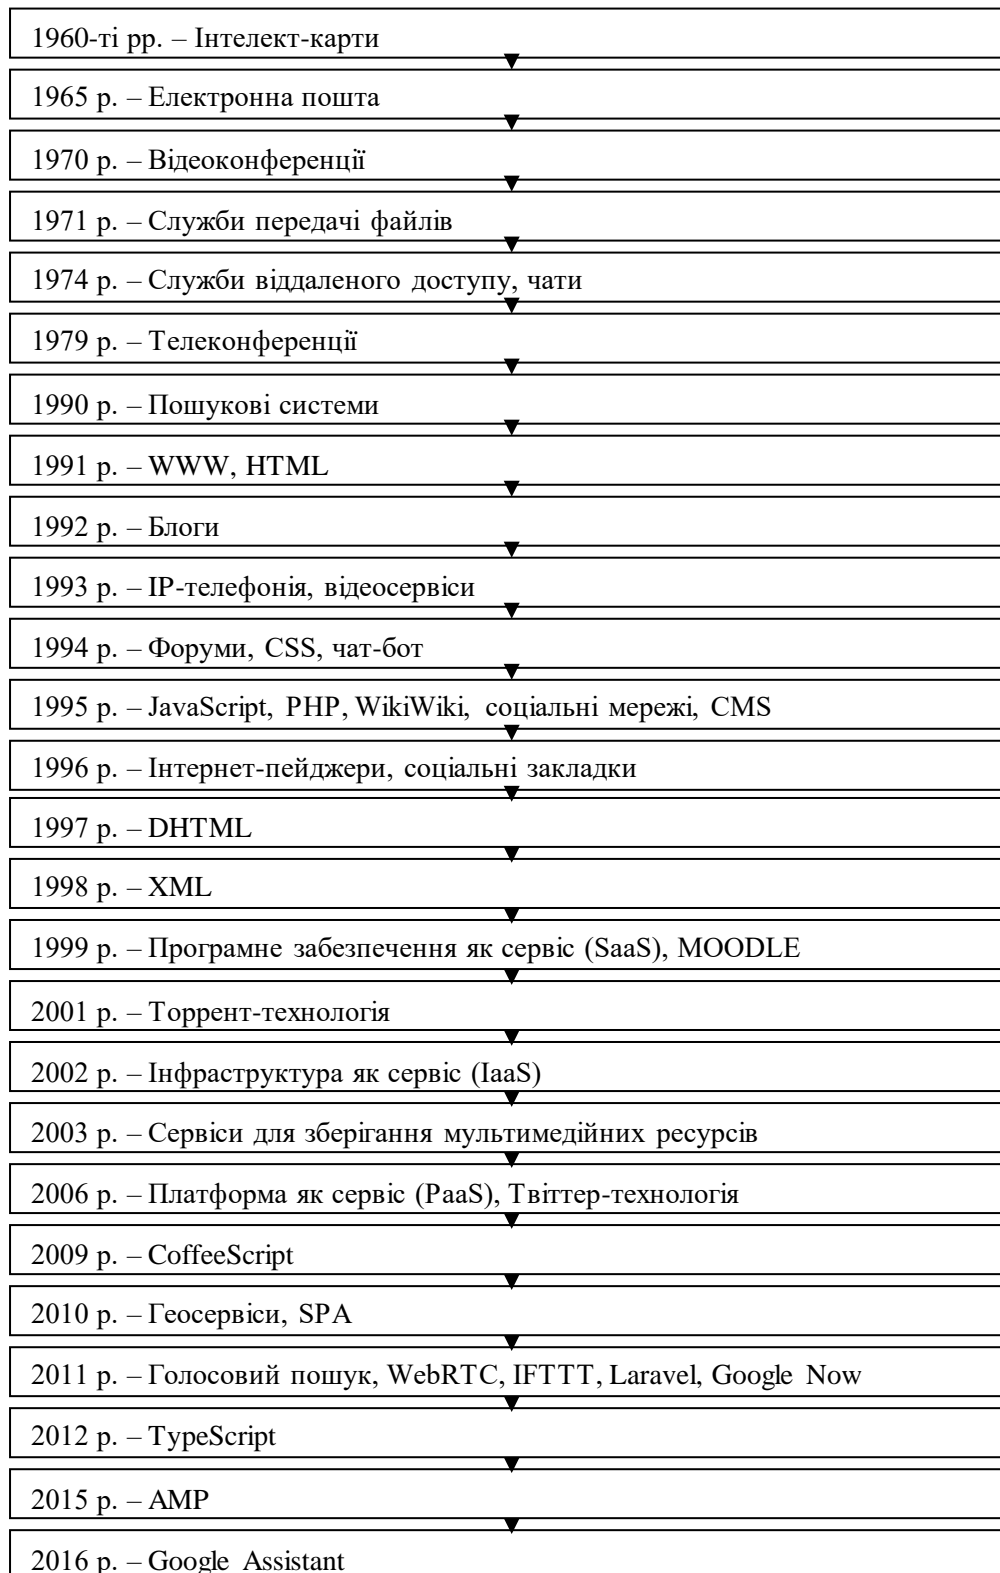 1960-ті рр. – Інтелект-карти
1965 р. – Електронна пошта
1970 р. – Відеоконференції
1971 р. – Служби передачі файлів
1974 р. – Служби віддаленого доступу, чати
1979 р. – Телеконференції
1990 р. – Пошукові системи
1991 р. – WWW, HTML
1992 р. – Блоги
1993 р. – IP-телефонія, відеосервіси
1994 р. – Форуми, CSS, чат-бот
1995 р. – JavaScript, PHP, WikiWiki, соціальні мережі, CMS
1996 р. – Інтернет-пейджери, соціальні закладки
1997 р. – DHTML
1998 р. – XML
1999 р. – Програмне забезпечення як сервіс (SaaS), MOODLE
2001 р. – Торрент-технологія
2002 р. – Інфраструктура як сервіс (IaaS)
2003 р. – Сервіси для зберігання мультимедійних ресурсів
2006 р. – Платформа як сервіс (PaaS), Твіттер-технологія
2009 р. – CoffeeScript
2010 р. – Геосервіси, SPA
2011 р. – Голосовий пошук, WebRTC, IFTTT, Laravel, Google Now
2012 р. – TypeScript
2015 р. – AMP
2016 р. – Google Assistant